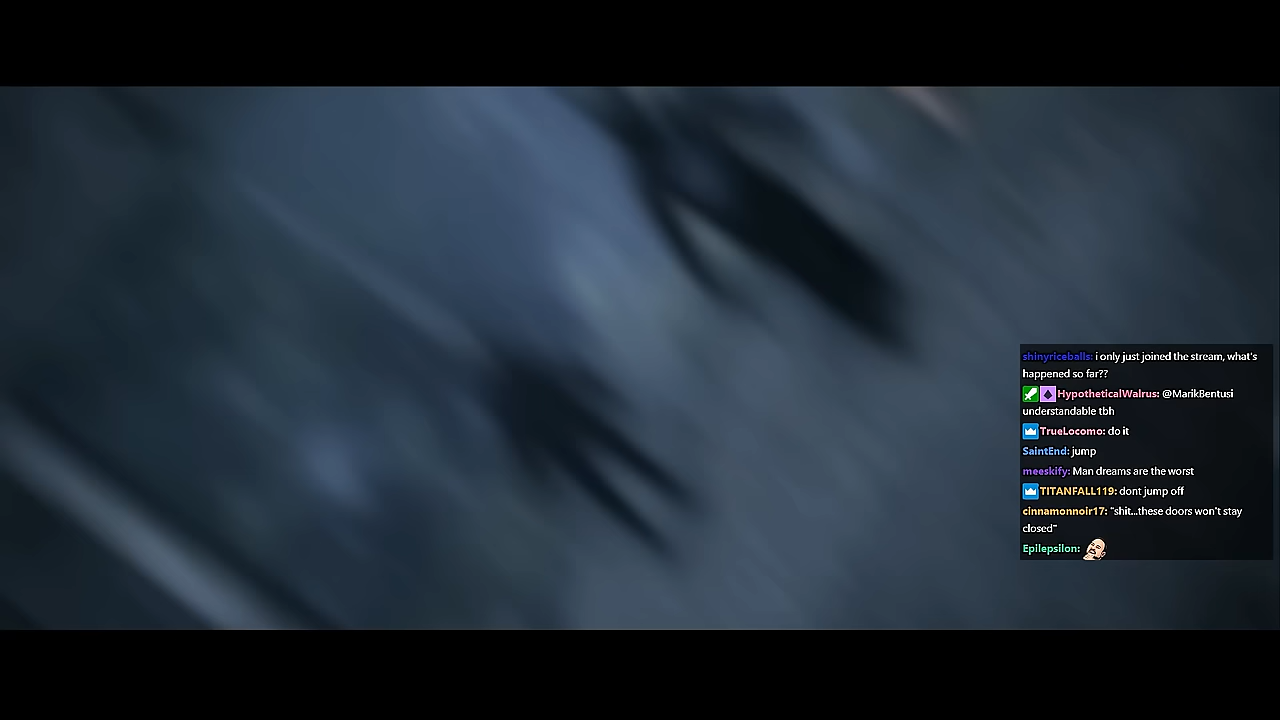 shinyriceballs: i only just joined the stream, what's
happened so far??
HypotheticalWalrus: @MarikBentusi
understandable tbh
TrueLocomo: do it
SaintEnd: jump
meeskify: Man dreams are the worst
TITANFALL119: dont jump off
cinnamonnoir17: "shit...these doors won't stay
closed"
Epilepsilon: